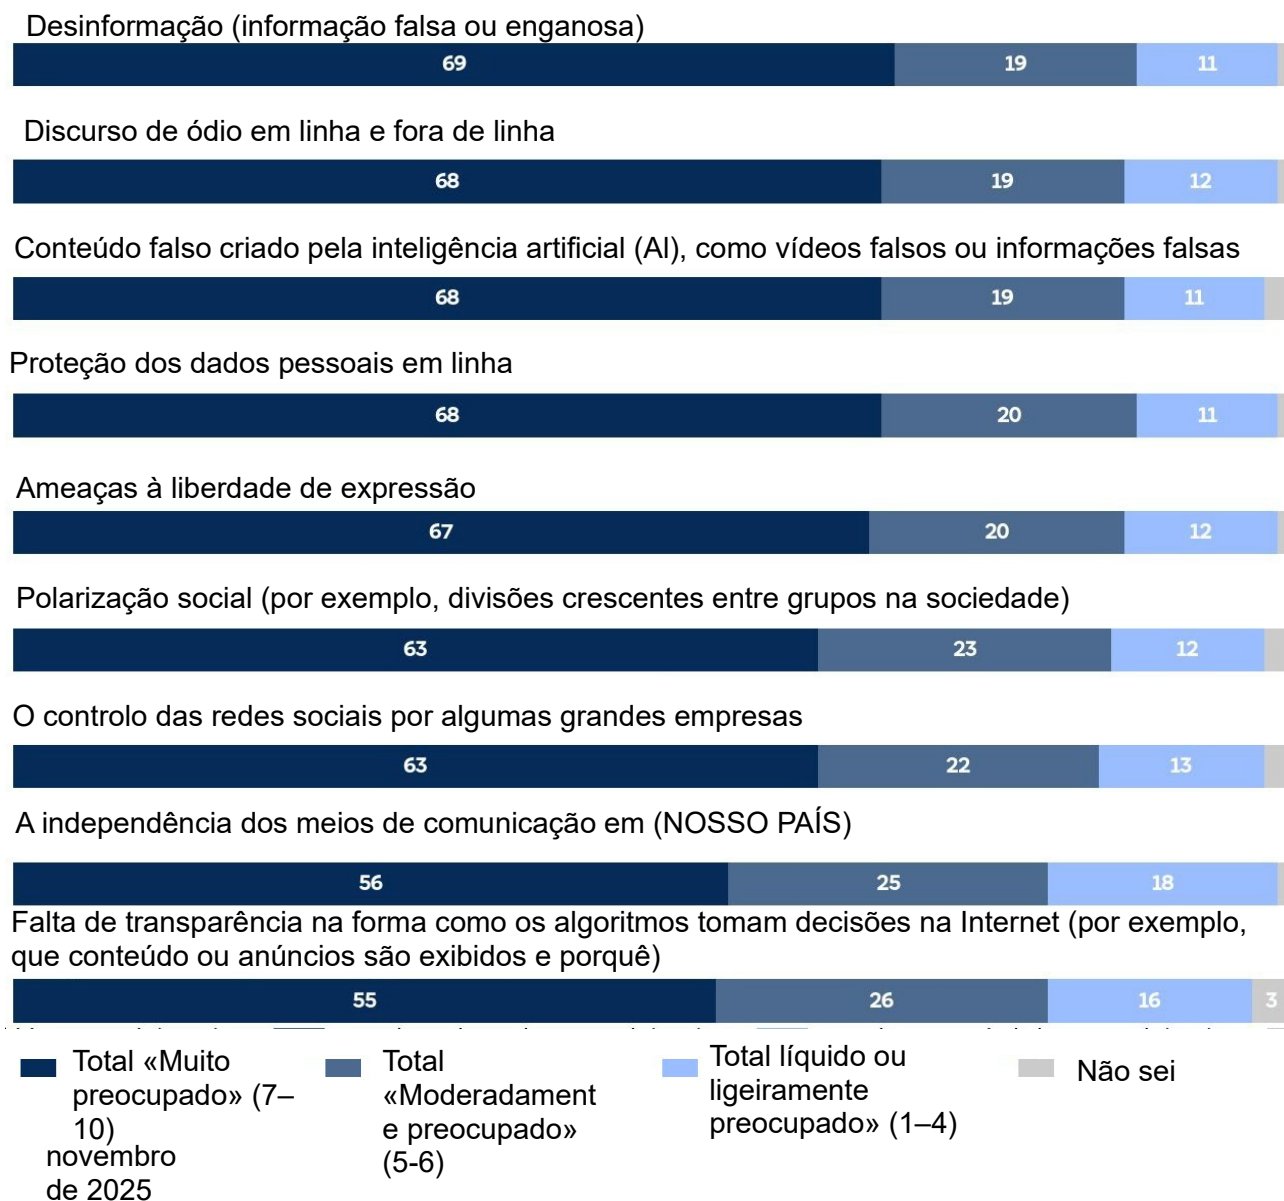 Desinformação (informação falsa ou enganosa)
69 19 11
Discurso de ódio em linha e fora de linha
68 19 12
Conteúdo falso criado pela inteligência artificial (AI), como vídeos falsos ou informações falsas
68 19 11
Proteção dos dados pessoais em linha
68 20 11
Ameaças à liberdade de expressão
67 20 12
Polarização social (por exemplo, divisões crescentes entre grupos na sociedade)
63 23 12
O controlo das redes sociais por algumas grandes empresas
63 22 13
A independência dos meios de comunicação em (NOSSO PAÍS)
56 25 18
Falta de transparência na forma como os algoritmos tomam decisões na Internet (por exemplo,
que conteúdo ou anúncios são exibidos e porquê)
55 26 16 3
Total «Muito
preocupado» (7–
10)
Total
«Moderadament
e preocupado»
(5-6)
Total líquido ou
ligeiramente
preocupado» (1–4)
Não sei
novembro
de 2025